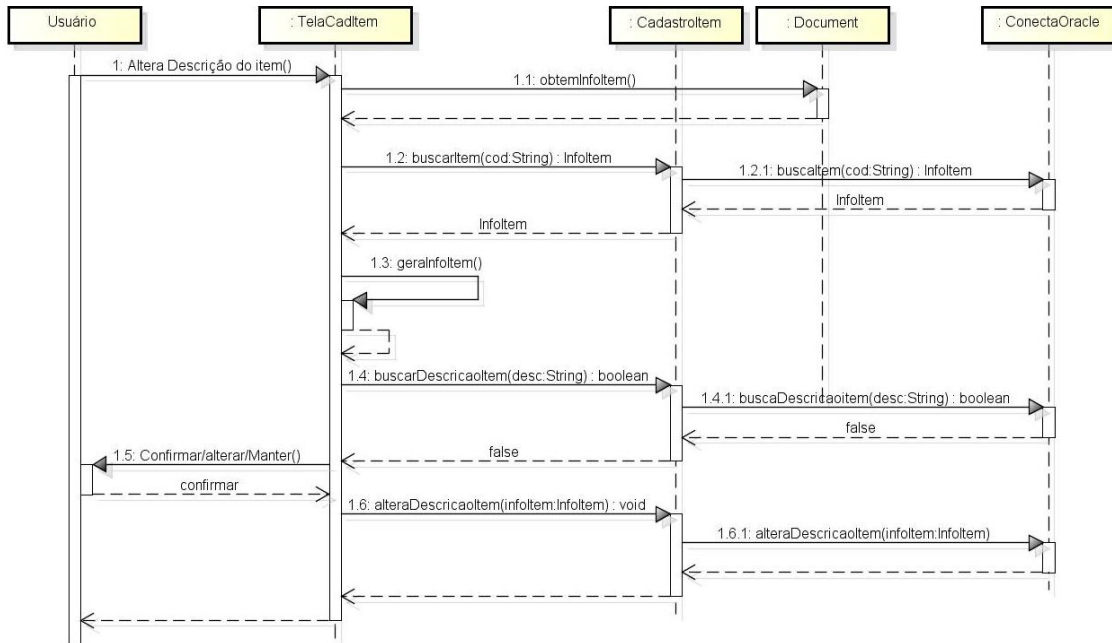 Usuário
: TelaCadItem
: CadastroItem
: Document
: ConectaOracle
1: Altera Descrição do item()
1.1: obtemInfoItem()
1.2: buscarItem(cod:String) : InfoItem
1.2.1: buscaItem(cod:String) : InfoItem
InfoItem
InfoItem
1.3: geraInfoItem()
1.4: buscarDescricaoItem(desc:String) : boolean
1.4.1: buscaDescricaoitem(desc:String) : boolean
false
false
1.5: Confirmar/alterar/Manter()
confirmar
1.6: alteraDescricaoItem(infoItem:InfoItem) : void
1.6.1: alteraDescricaoItem(infoItem:InfoItem)